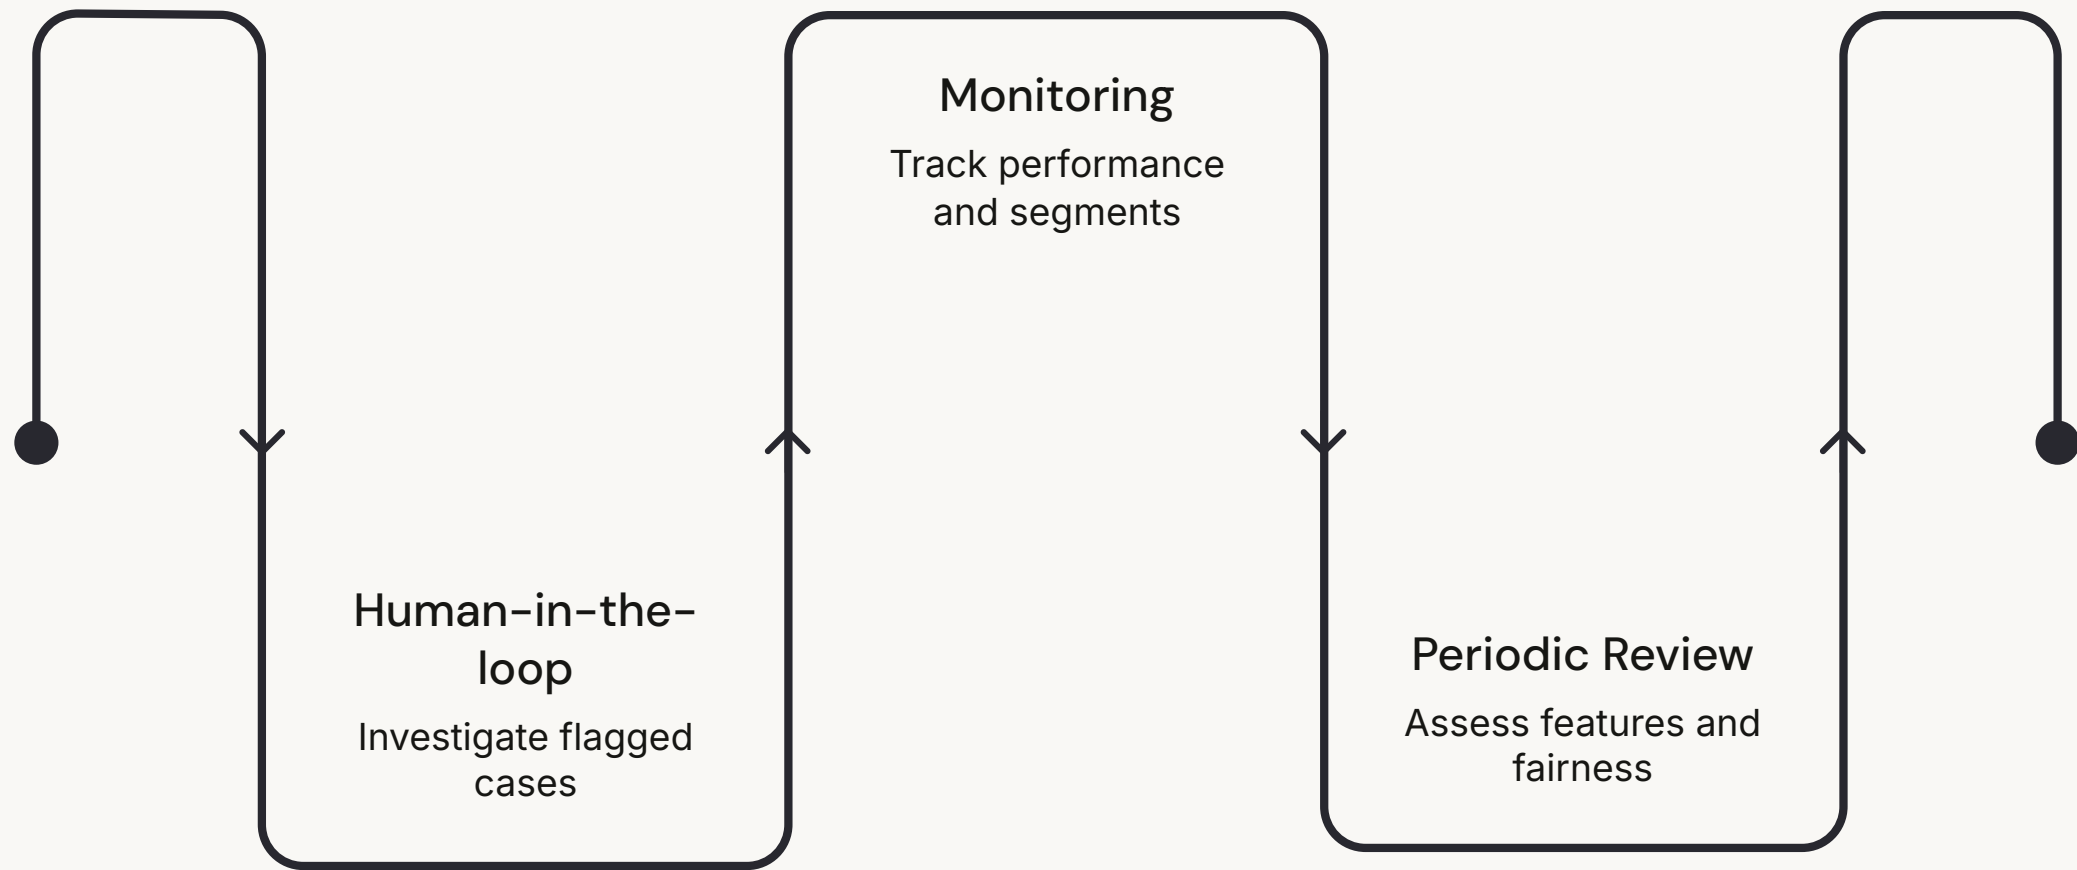 Human-in-the-
loop
Investigate flagged
cases
Monitoring
Track performance
and segments
Periodic Review
Assess features and
fairness